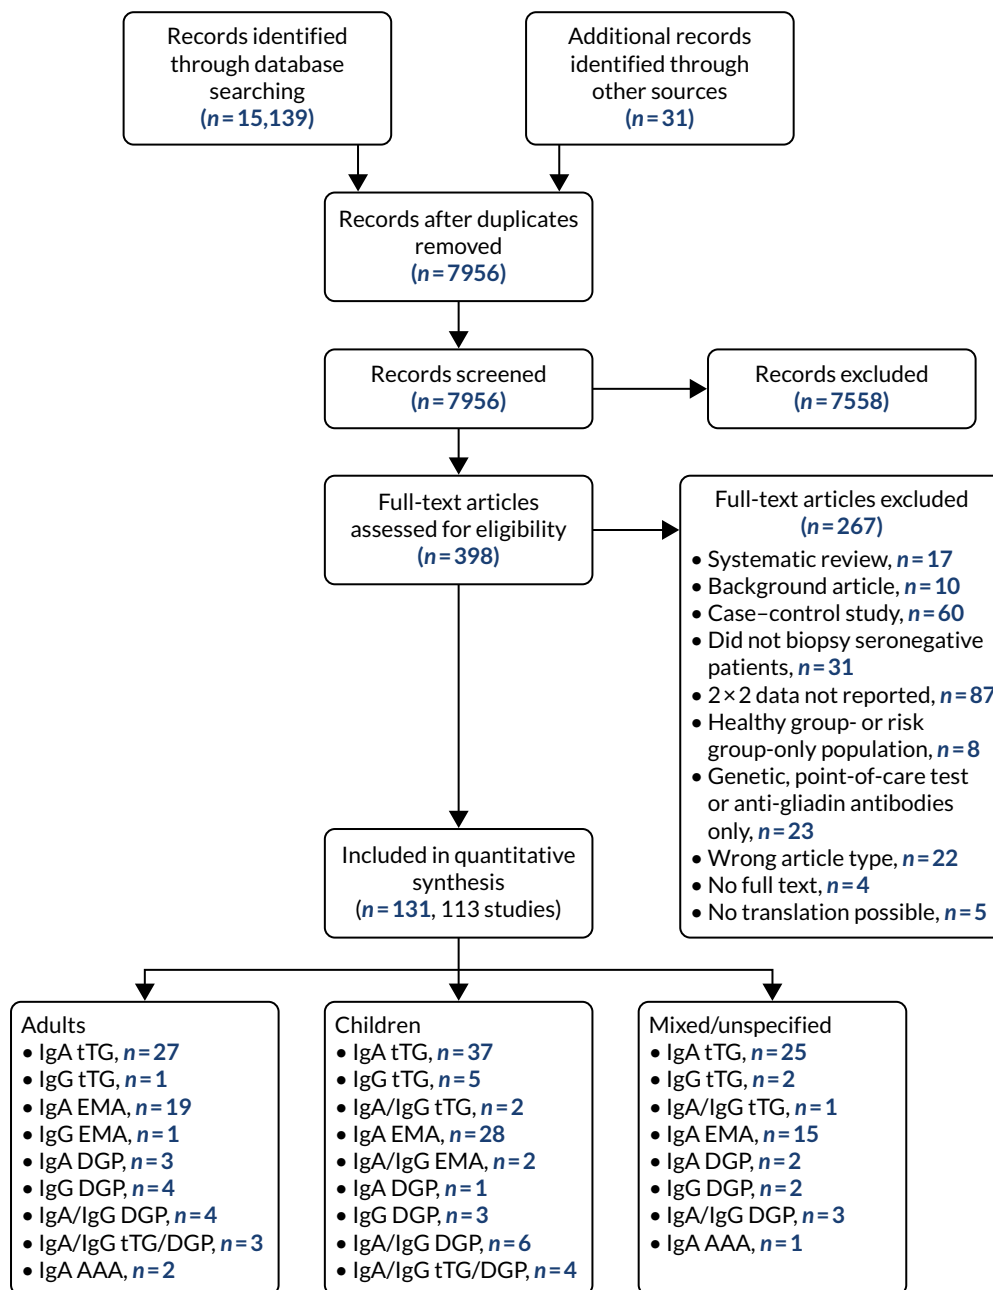 Records identified
through database
searching
(n=15,139)
Additional records
identified through
other sources
(n=31)
Records after duplicates
removed
(n=7956)
Records screened
(n=7956)
Records excluded
(n=7558)
Full-text articles
assessed for eligibility
(n=398)
Full-text articles excluded
(n=267)
• Systematic review, n=17
• Background article, n=10
• Case–control study, n=60
• Did not biopsy seronegative
patients, n=31
• 2×2 data not reported, n=87
• Healthy group- or risk
group-only population, n=8
• Genetic, point-of-care test
or anti-gliadin antibodies
only, n=23
• Wrong article type, n=22
• No full text, n=4
• No translation possible, n=5
Included in quantitative
synthesis
(n=131, 113 studies)
Adults
• IgA tTG, n=27
• IgG tTG, n=1
• IgA EMA, n=19
• IgG EMA, n=1
• IgA DGP, n=3
• IgG DGP, n=4
• IgA/IgG DGP, n=4
• IgA/IgG tTG/DGP, n=3
• IgA AAA, n=2
Children
• IgA tTG, n=37
• IgG tTG, n=5
• IgA/IgG tTG, n=2
• IgA EMA, n=28
• IgA/IgG EMA, n=2
• IgA DGP, n=1
• IgG DGP, n=3
• IgA/IgG DGP, n=6
• IgA/IgG tTG/DGP, n=4
Mixed/unspecified
• IgA tTG, n=25
• IgG tTG, n=2
• IgA/IgG tTG, n=1
• IgA EMA, n=15
• IgA DGP, n=2
• IgG DGP, n=2
• IgA/IgG DGP, n=3
• IgA AAA, n=1